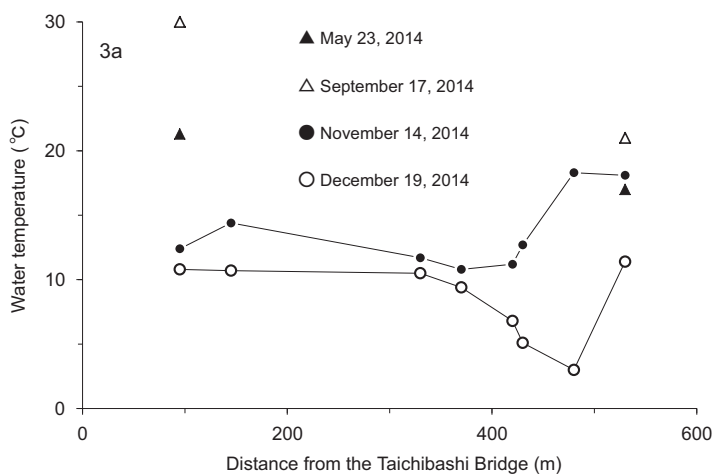 30
3a
▲ May 23, 2014
△ September 17, 2014
● November 14, 2014
○ December 19, 2014
20
10
0
Water temperature (°C)
0 200 400 600
Distance from the Taichibashi Bridge (m)